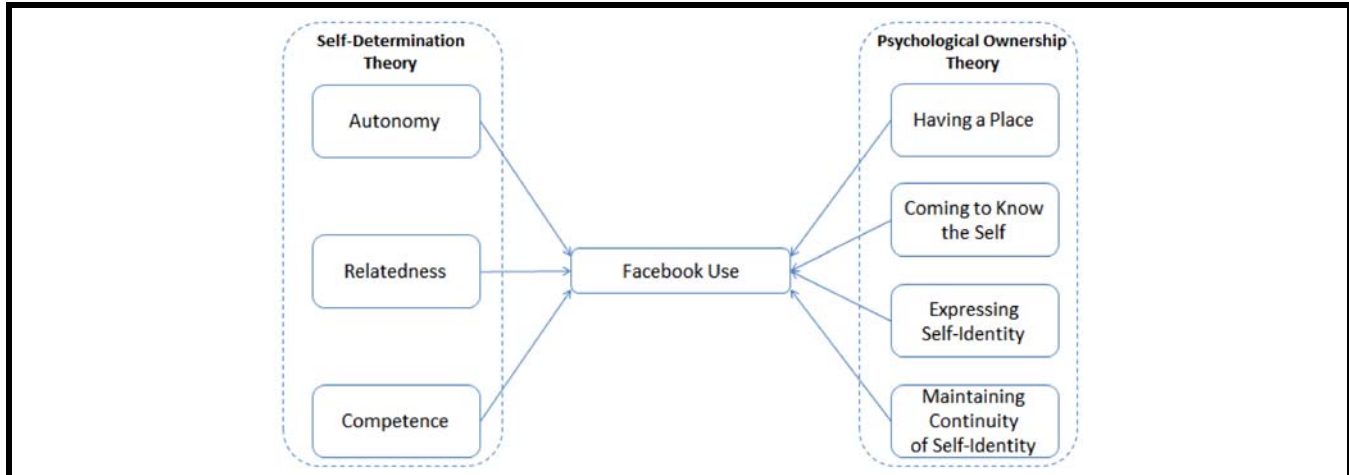 Self-Determination
Theory
Autonomy
Relatedness
Competence
Facebook Use
Psychological Ownership
Theory
Having a Place
Coming to Know
the Self
Expressing
Self-Identity
Maintaining
Continuity
of Self-Identity